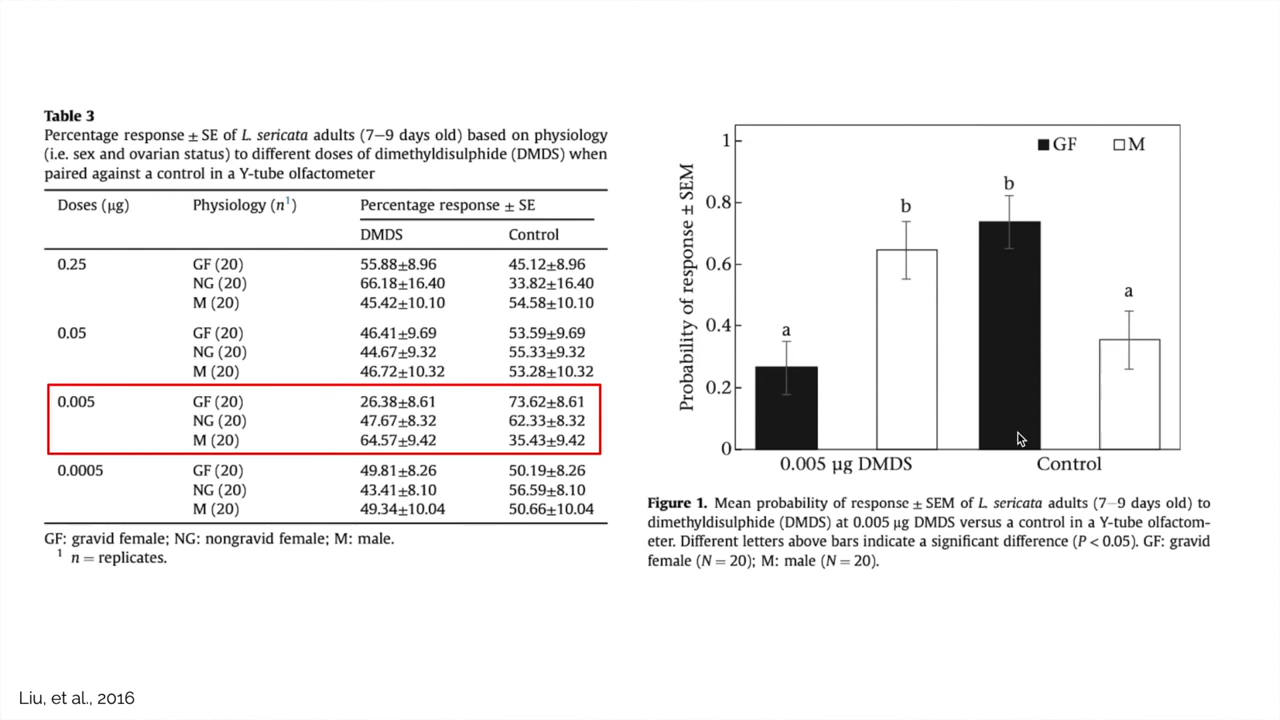 Table 3
Percentage response ± SE of L. sericata adults (7–9 days old) based on physiology
(i.e. sex and ovarian status) to different doses of dimethyldisulphide (DMDS) when
paired against a control in a Y-tube olfactometer
Doses (μg) Physiology (n¹) Percentage response ± SE
DMDS Control
0.25 GF (20) 55.88±8.96 45.12±8.96
NG (20) 66.18±16.40 33.82±16.40
M (20) 45.42±10.10 54.58±10.10
0.05 GF (20) 46.41±9.69 53.59±9.69
NG (20) 44.67±9.32 55.33±9.32
M (20) 46.72±10.32 53.28±10.32
0.005 GF (20) 26.38±8.61 73.62±8.61
NG (20) 47.67±8.32 62.33±8.32
M (20) 64.57±9.42 35.43±9.42
0.0005 GF (20) 49.81±8.26 50.19±8.26
NG (20) 43.41±8.10 56.59±8.10
M (20) 49.34±10.04 50.66±10.04
GF: gravid female; NG: nongravid female; M: male.
¹ n = replicates.
Probability of response ± SEM
1
0.8
0.6
0.4
0.2
0
GF M
a
b
b
a
0.005 μg DMDS Control
Figure 1. Mean probability of response ± SEM of L. sericata adults (7–9 days old) to
dimethyldisulphide (DMDS) at 0.005 μg DMDS versus a control in a Y-tube olfactom-
eter. Different letters above bars indicate a significant difference (P < 0.05). GF: gravid
female (N = 20); M: male (N = 20).
Liu, et al., 2016